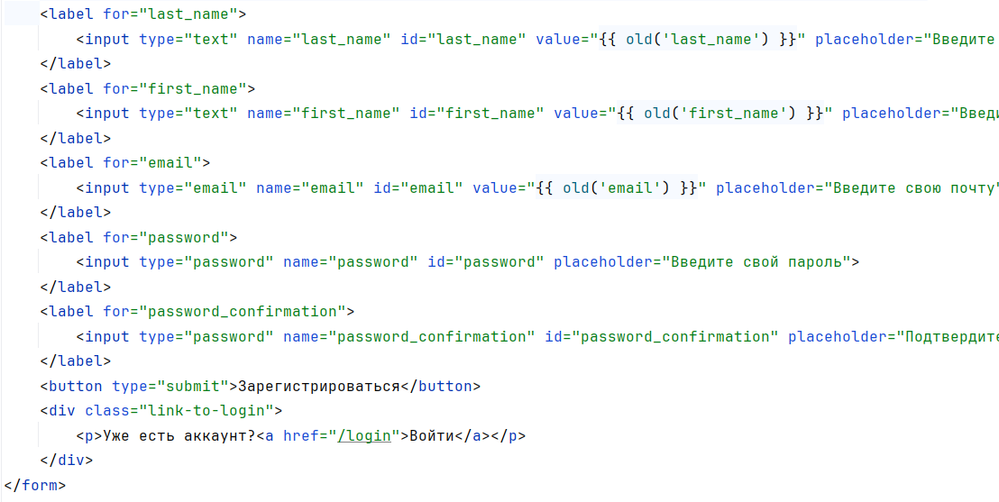 <label for="last_name">
<input type="text" name="last_name" id="last_name" value="{{ old('last_name') }}" placeholder="Введите
</label>
<label for="first_name">
<input type="text" name="first_name" id="first_name" value="{{ old('first_name') }}" placeholder="
</label>
<label for="email">
<input type="email" name="email" id="email" value="{{ old('email') }}" placeholder="Введите свою почту"
</label>
<label for="password">
<input type="password" name="password" id="password" placeholder="Введите свой пароль">
</label>
<label for="password_confirmation">
<input type="password" name="password_confirmation" id="password_confirmation" placeholder="Подтвердите
</label>
<button type="submit">Зарегистрироваться</button>
<div class="link-to-login">
<p>Уже есть аккаунт?<a href="/login">Войти</a></p>
</div>
</form>